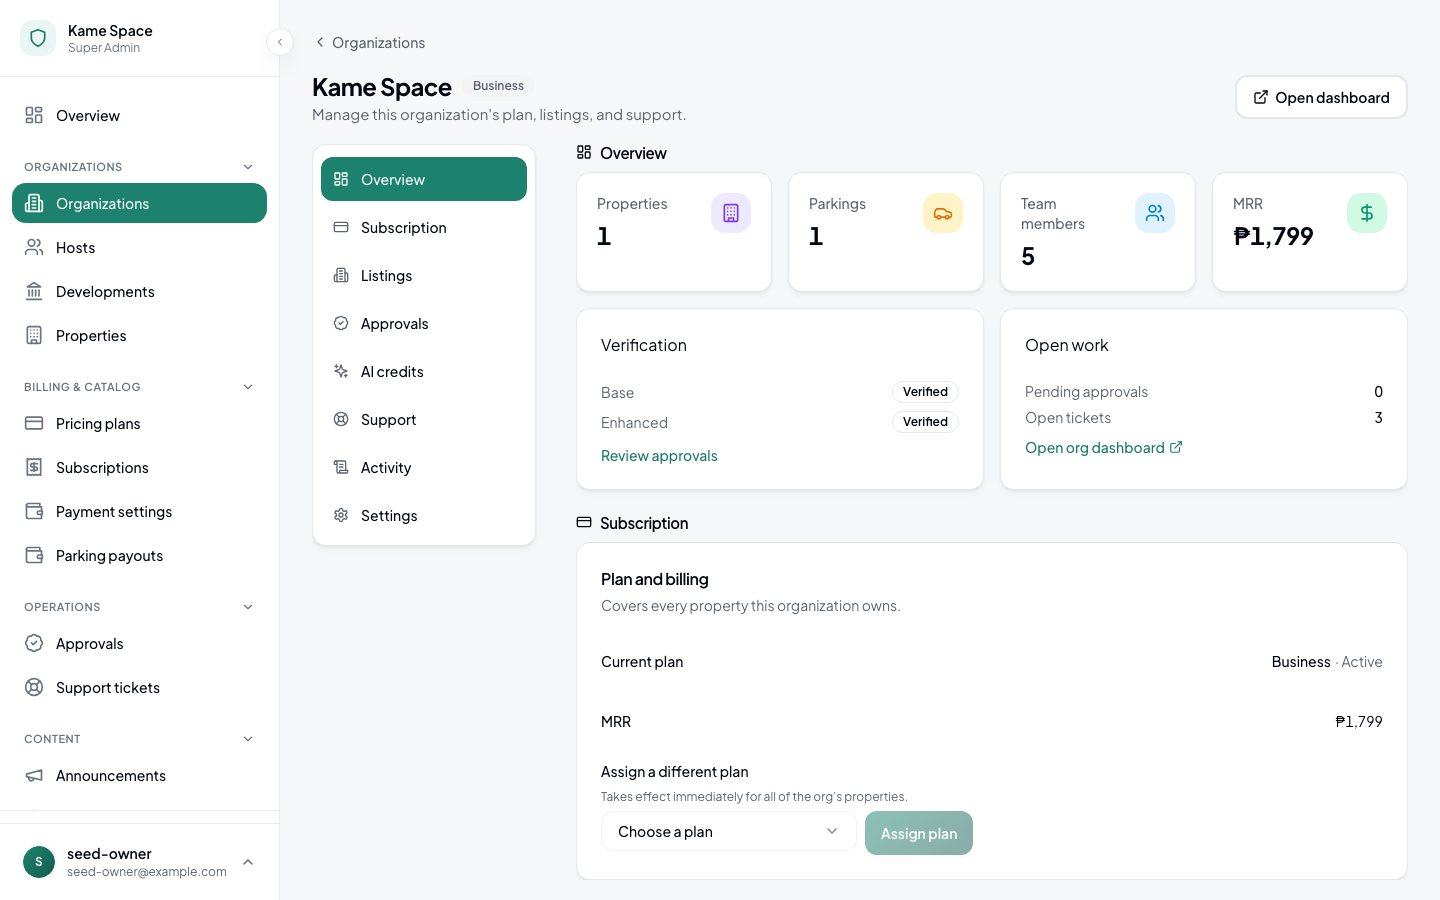 Kame Space
Super Admin
Overview
ORGANIZATIONS
Organizations
Hosts
Developments
Properties
BILLING & CATALOG
Pricing plans
Subscriptions
Payment settings
Parking payouts
OPERATIONS
Approvals
Support tickets
CONTENT
Announcements
S
seed-owner
seed-owner@example.com
Organizations
Kame Space
Business
Manage this organization's plan, listings, and support.
Open dashboard
Overview
Subscription
Listings
Approvals
AI credits
Support
Activity
Settings
Overview
Properties
1
Parkings
1
Team
members
5
MRR
₱1,799
Verification
Base
Verified
Enhanced
Verified
Review approvals
Open work
Pending approvals
0
Open tickets
3
Open org dashboard
Subscription
Plan and billing
Covers every property this organization owns.
Current plan
Business · Active
MRR
₱1,799
Assign a different plan
Takes effect immediately for all of the org's properties.
Choose a plan
Assign plan